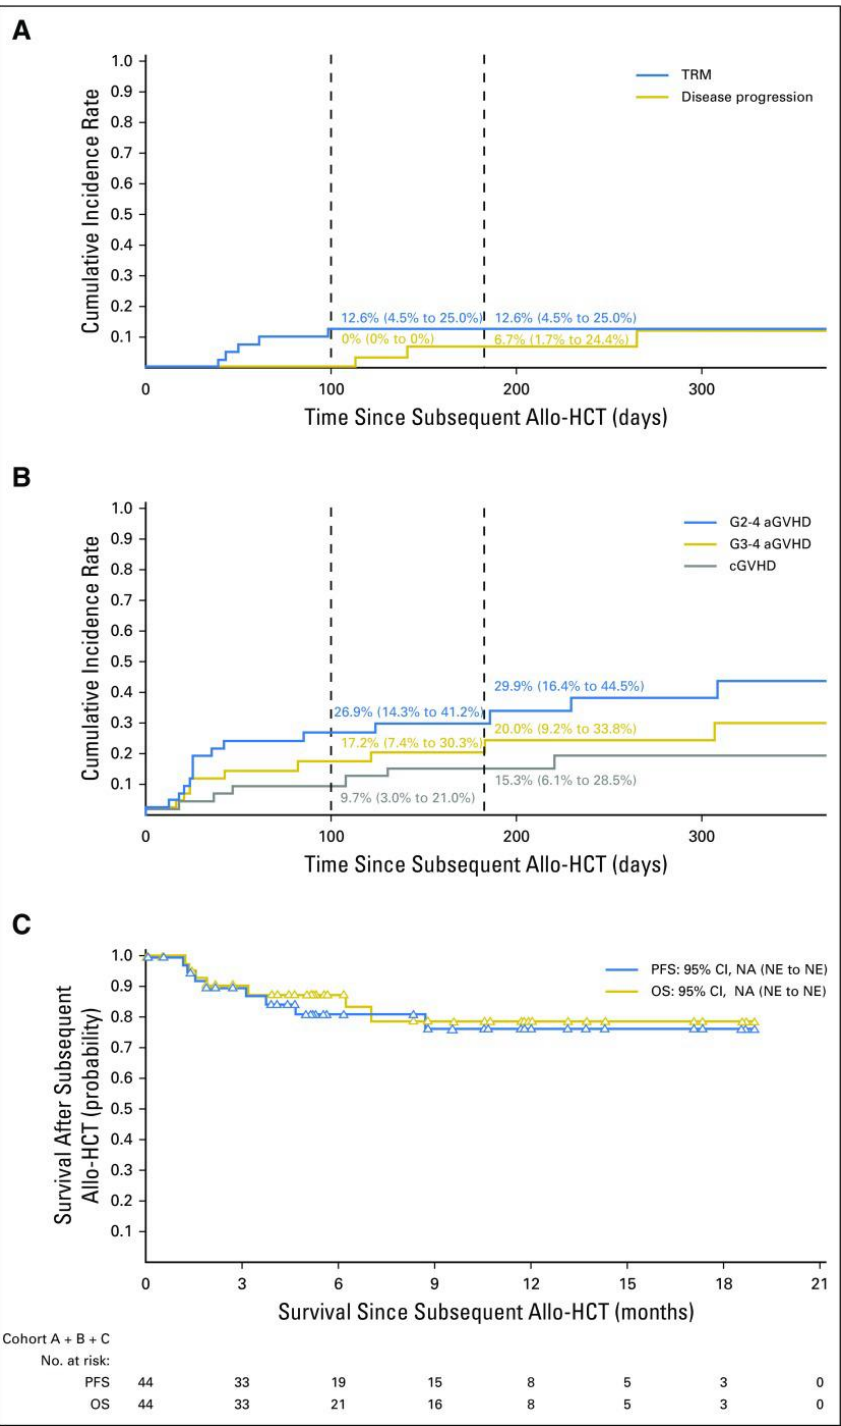 A
1.0
0.9
0.8
0.7
0.6
0.5
0.4
0.3
0.2
0.1
Cumulative Incidence Rate
TRM
Disease progression
12.6% (4.5% to 25.0%) 12.6% (4.5% to 25.0%)
0% (0% to 0%) 6.7% (1.7% to 24.4%)
0 100 200 300
Time Since Subsequent Allo-HCT (days)
B
1.0
0.9
0.8
0.7
0.6
0.5
0.4
0.3
0.2
0.1
Cumulative Incidence Rate
G2-4 aGVHD
G3-4 aGVHD
cGVHD
29.9% (16.4% to 44.5%)
26.9% (14.3% to 41.2%)
20.0% (9.2% to 33.8%)
17.2% (7.4% to 30.3%)
15.3% (6.1% to 28.5%)
9.7% (3.0% to 21.0%)
0 100 200 300
Time Since Subsequent Allo-HCT (days)
C
1.0
0.9
0.8
0.7
0.6
0.5
0.4
0.3
0.2
0.1
Survival After Subsequent
Allo-HCT (probability)
PFS: 95% CI, NA (NE to NE)
OS: 95% CI, NA (NE to NE)
0 3 6 9 12 15 18 21
Survival Since Subsequent Allo-HCT (months)
Cohort A + B + C
No. at risk:
PFS 44 33 19 15 8 5 3 0
OS 44 33 21 16 8 5 3 0